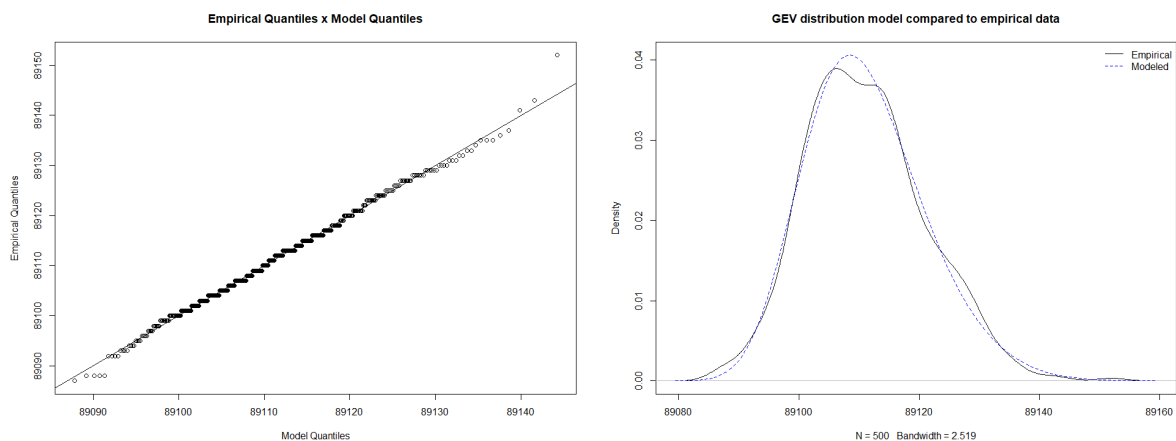 Empirical Quantiles x Model Quantiles
Empirical Quantiles
89150
89140
89130
89120
89110
89100
89090
89090
89100
89110
89120
89130
89140
Model Quantiles
GEV distribution model compared to empirical data
Density
0.04
0.03
0.02
0.01
0.00
Empirical
Modeled
89080
89100
89120
89140
89160
N = 500 Bandwidth = 2.519